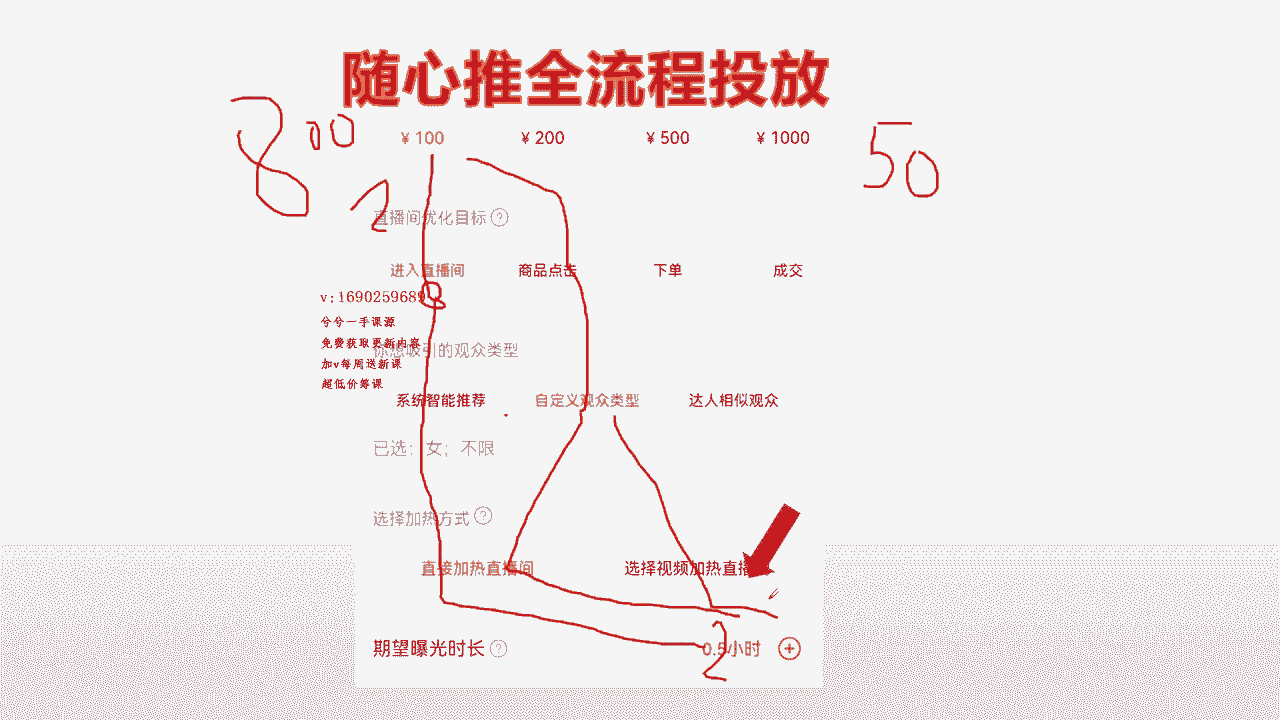 随心推全流程投放
800 ¥ 100 ¥ 200 ¥ 500 ¥ 1000 50
2
直播间优化目标 ?
进入直播间 商品点击 下单 成交
v:1690259689
兮兮一手课源
免费获取更新内容
你想吸引的观众类型
加v每周送新课
超低价筹课
系统智能推荐 自定义观众类型 达人相似观众
已选：女；不限
选择加热方式 ?
直接加热直播间 选择视频加热直播
期望曝光时长 ? 0.5小时
2